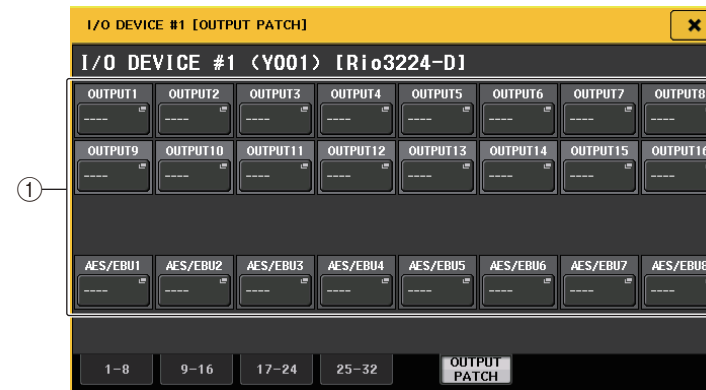 I/O DEVICE #1 [OUTPUT PATCH]
I/O DEVICE #1 (Y001) [Rio3224-D]
OUTPUT1 OUTPUT2 OUTPUT3 OUTPUT4 OUTPUT5 OUTPUT6 OUTPUT7 OUTPUT8
---- ---- ---- ---- ---- ---- ---- ----
OUTPUT9 OUTPUT10 OUTPUT11 OUTPUT12 OUTPUT13 OUTPUT14 OUTPUT15 OUTPUT16
---- ---- ---- ---- ---- ---- ---- ----
①
AES/EBU1 AES/EBU2 AES/EBU3 AES/EBU4 AES/EBU5 AES/EBU6 AES/EBU7 AES/EBU8
---- ---- ---- ---- ---- ---- ---- ----
1-8 9-16 17-24 25-32 OUTPUT
PATCH